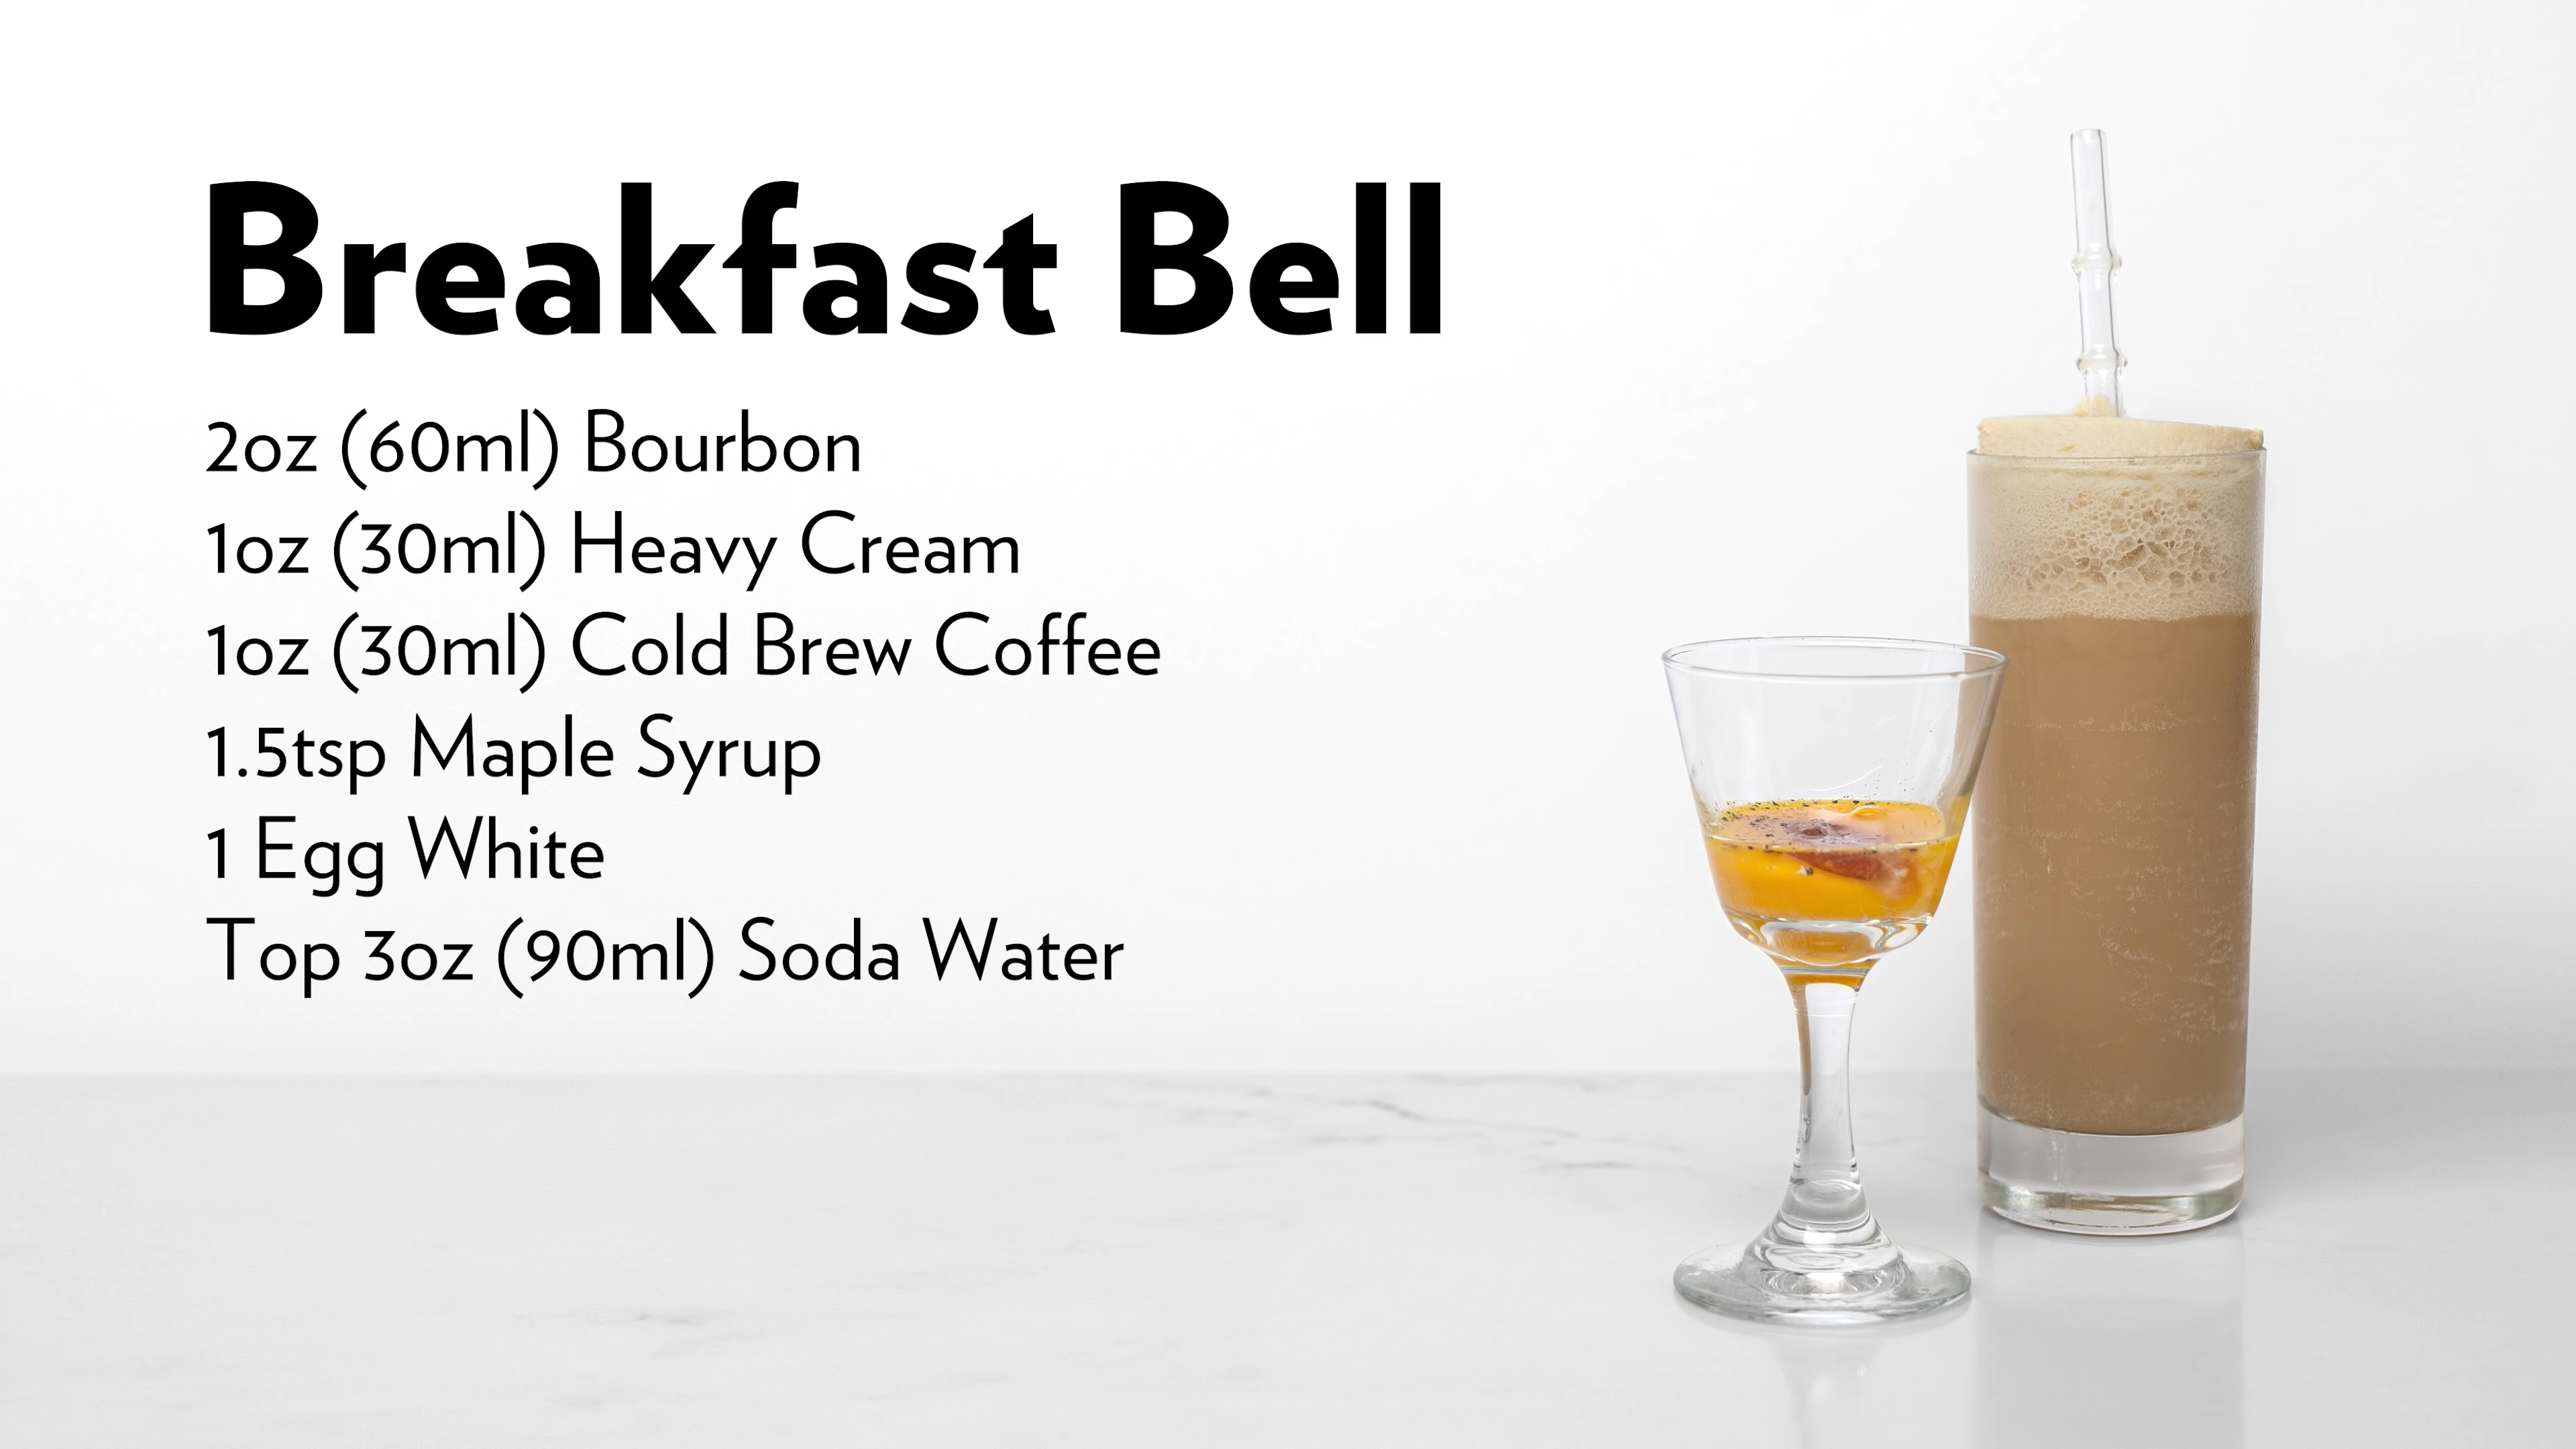 Breakfast Bell
2oz (60ml) Bourbon
1oz (30ml) Heavy Cream
1oz (30ml) Cold Brew Coffee
1.5tsp Maple Syrup
1 Egg White
Top 3oz (90ml) Soda Water